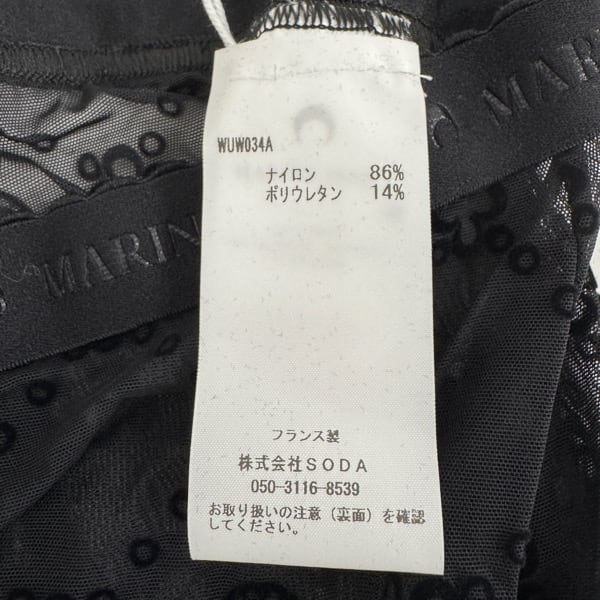 MARIN
WUW034A
ナイロン 86%
ポリウレタン 14%
MARIN
フランス製
株式会社SODA
050-3116-8539
お取り扱いの注意(裏面)を確認
してください。